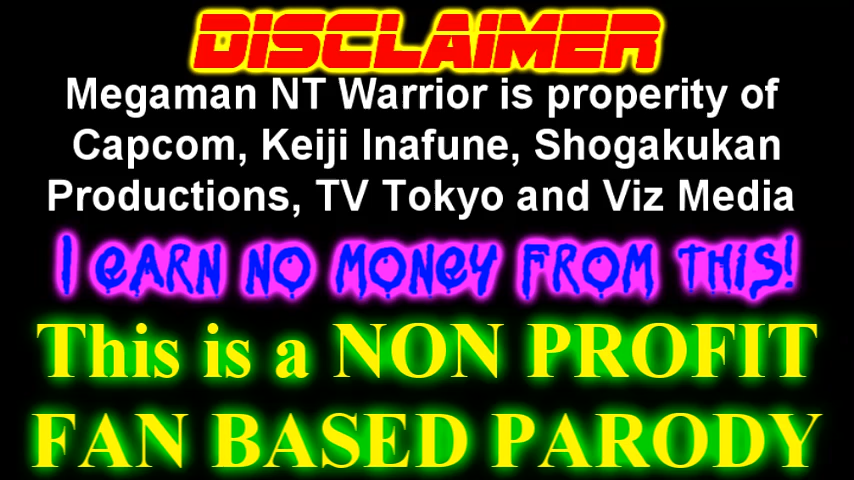 DISCLAIMER
Megaman NT Warrior is properity of
Capcom, Keiji Inafune, Shogakukan
Productions, TV Tokyo and Viz Media
I EARN NO MONEY FROM THIS!
This is a NON PROFIT
FAN BASED PARODY